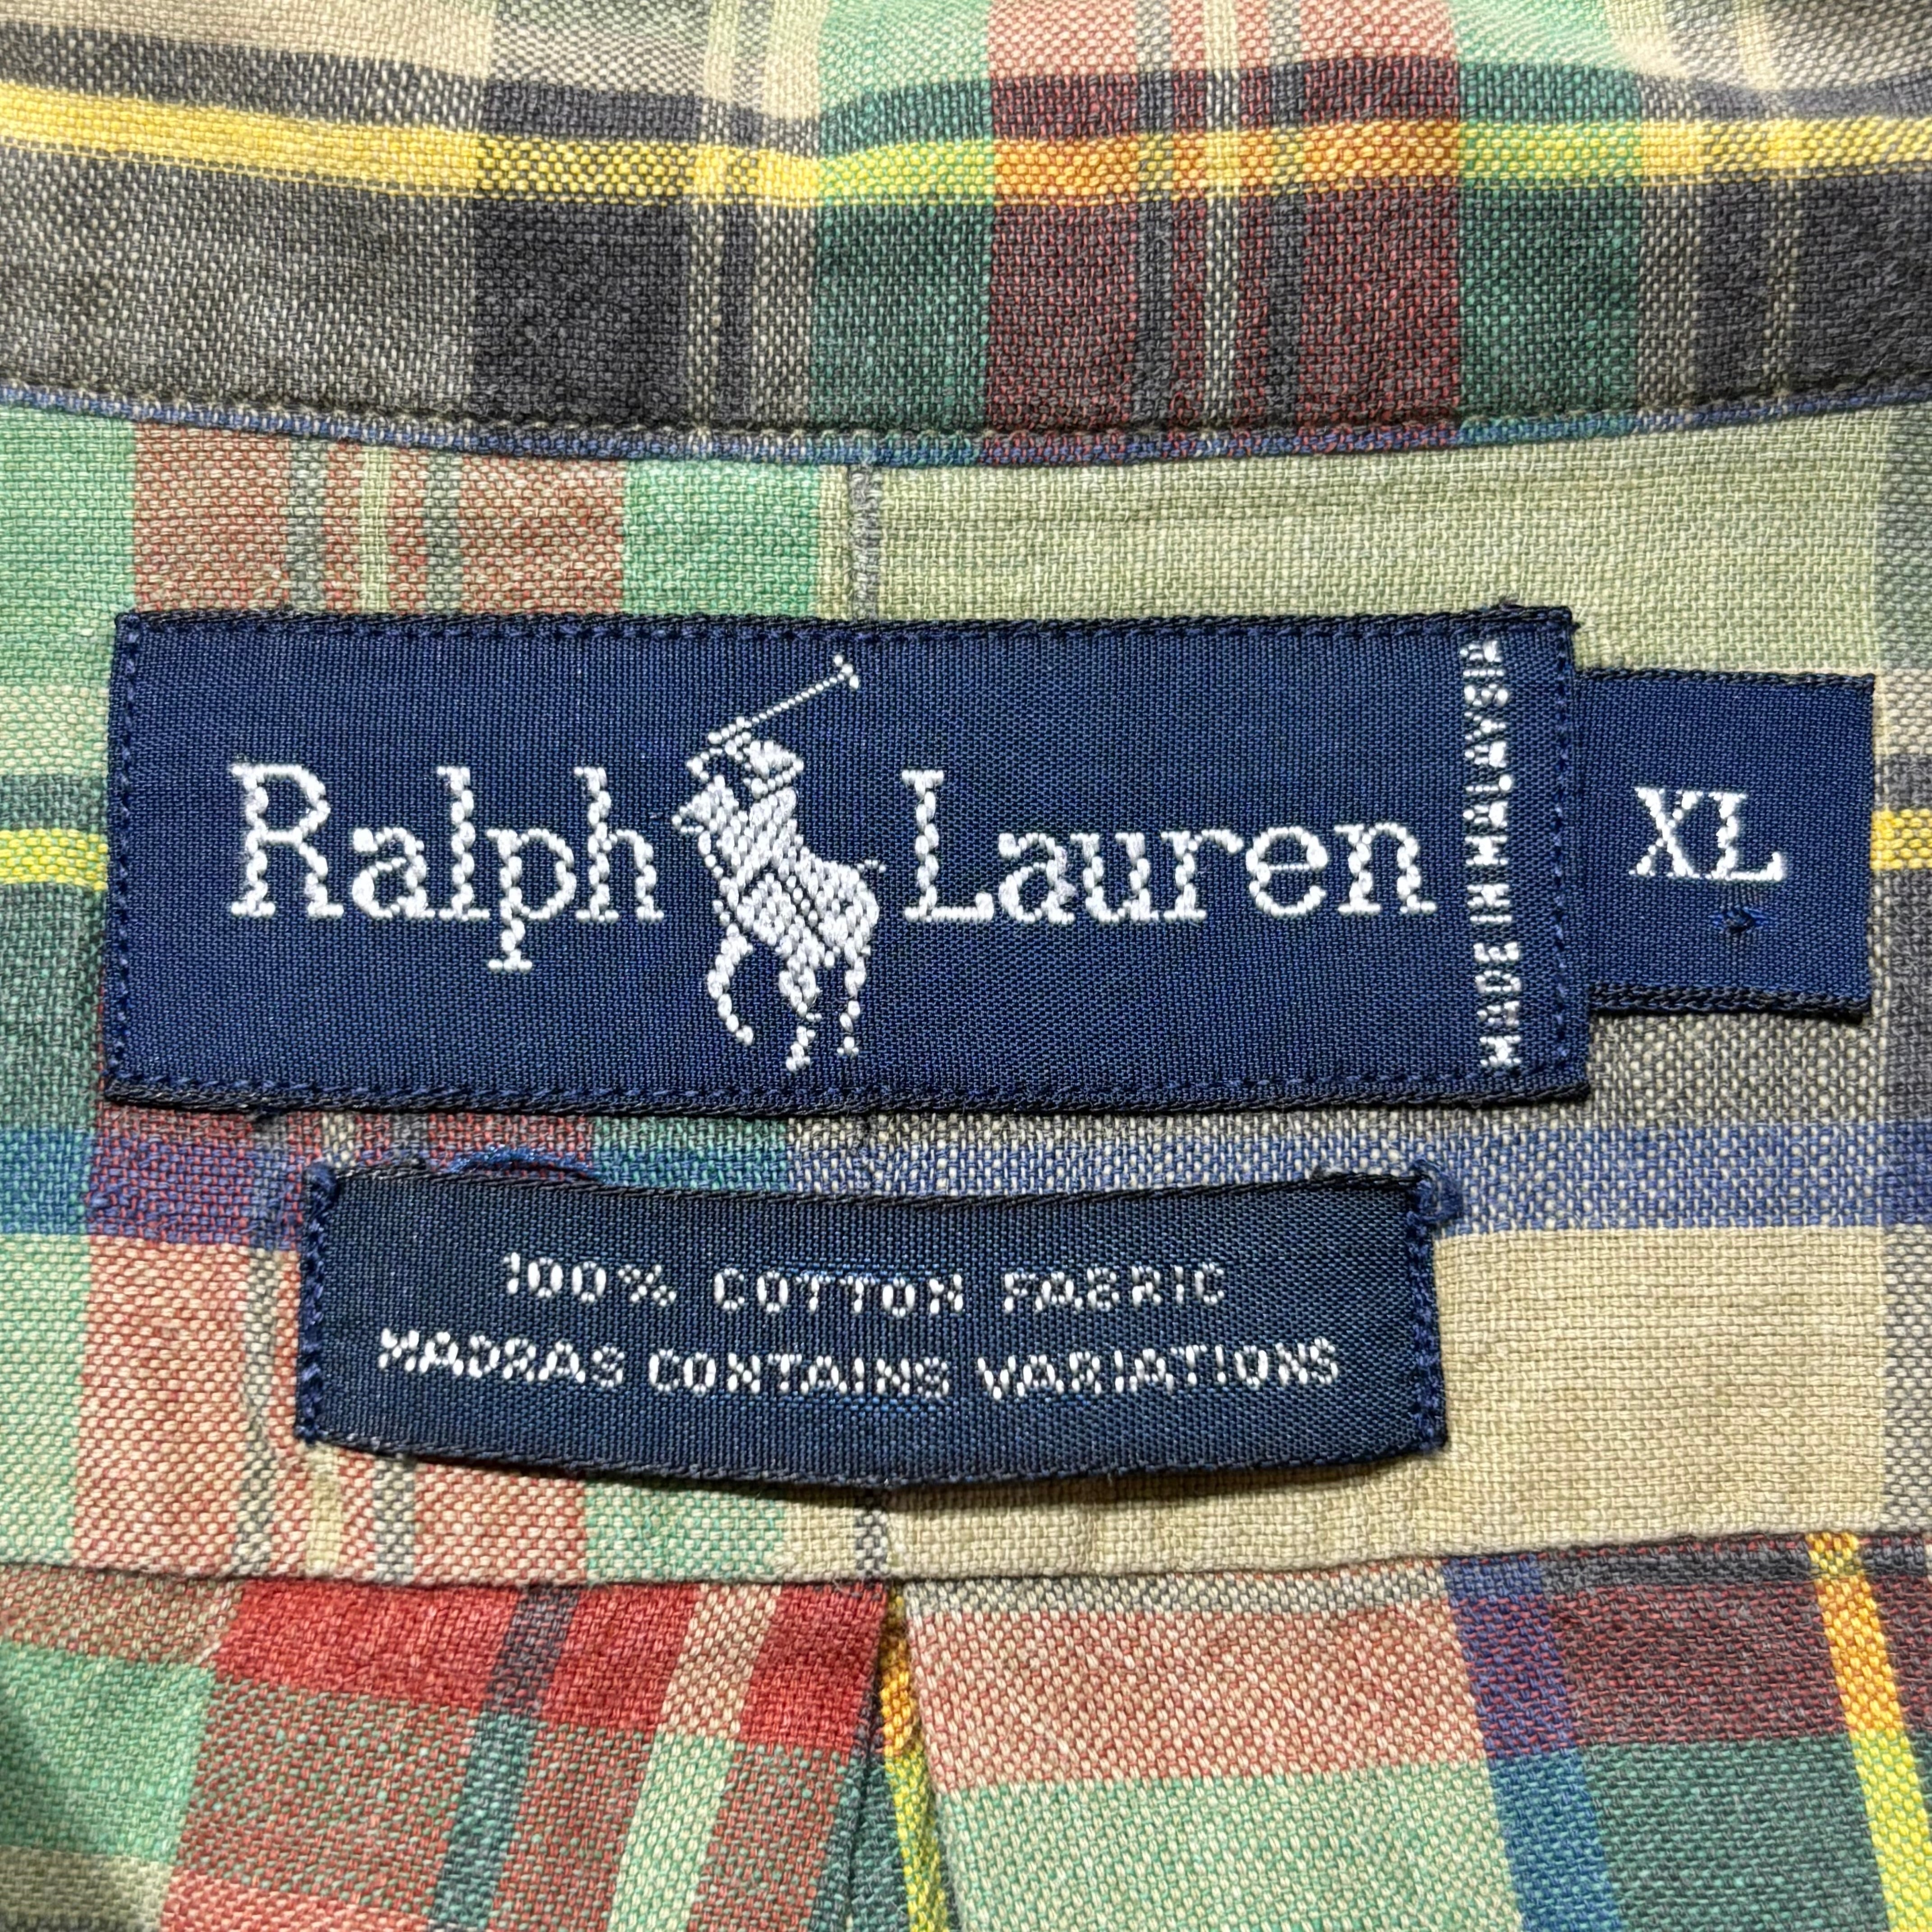 Ralph Lauren
MADE IN MALAYSIA
XL
100% COTTON FABRIC
MADRAS CONTAINS VARIATIONS